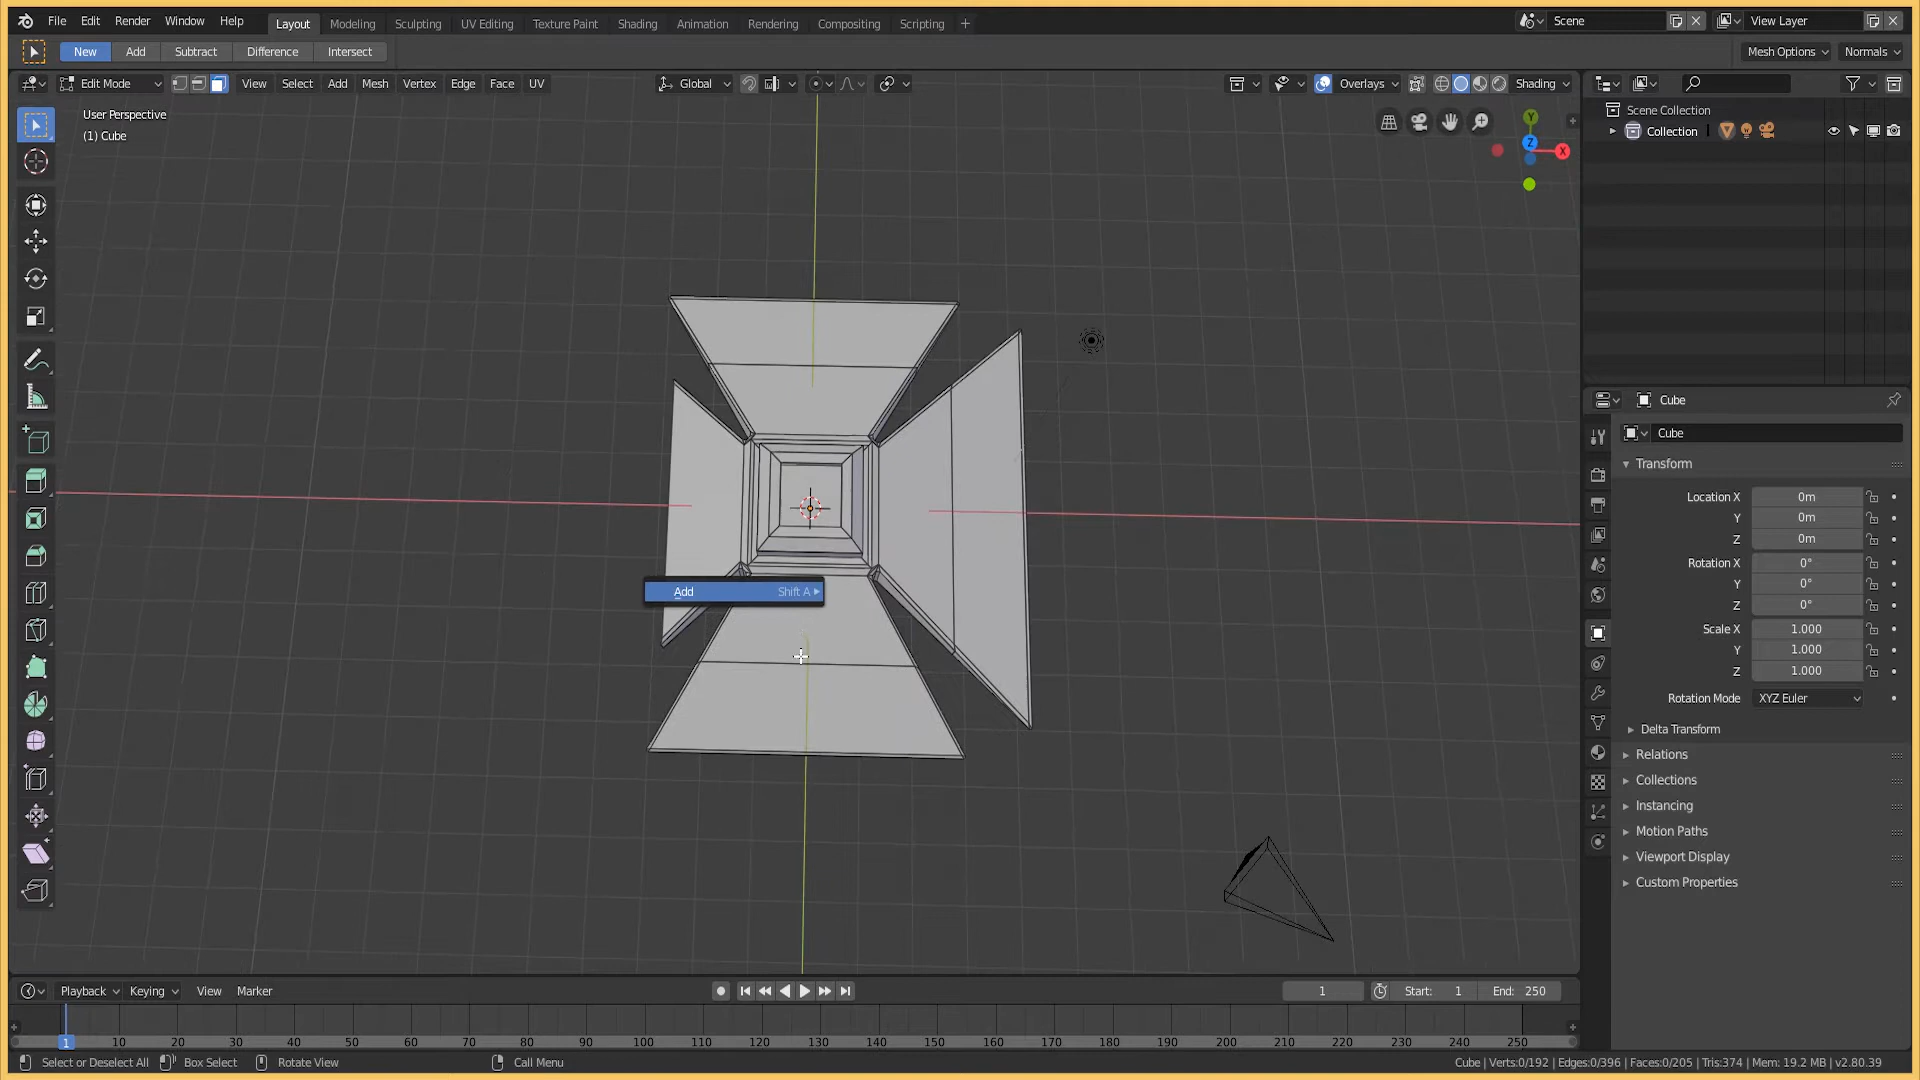 File Edit Render Window Help Layout Modeling Sculpting UV Editing Texture Paint Shading Animation Rendering Compositing Scripting + Scene View Layer
New Add Subtract Difference Intersect Mesh Options Normals
Edit Mode View Select Add Mesh Vertex Edge Face UV Global Overlays Shading
User Perspective
(1) Cube
Y
Z
X
Scene Collection
Collection
Cube
Cube
Transform
Location X 0m
Y 0m
Z 0m
Rotation X 0°
Y 0°
Z 0°
Scale X 1.000
Y 1.000
Z 1.000
Rotation Mode XYZ Euler
Delta Transform
Relations
Collections
Instancing
Motion Paths
Viewport Display
Custom Properties
Add Shift A
Playback Keying View Marker 1 Start: 1 End: 250
1 10 20 30 40 50 60 70 80 90 100 110 120 130 140 150 160 170 180 190 200 210 220 230 240 250
Select or Deselect All Box Select Rotate View Call Menu Cube | Verts:0/192 | Edges:0/396 | Faces:0/205 | Tris:374 | Mem: 19.2 MB | v2.80.39